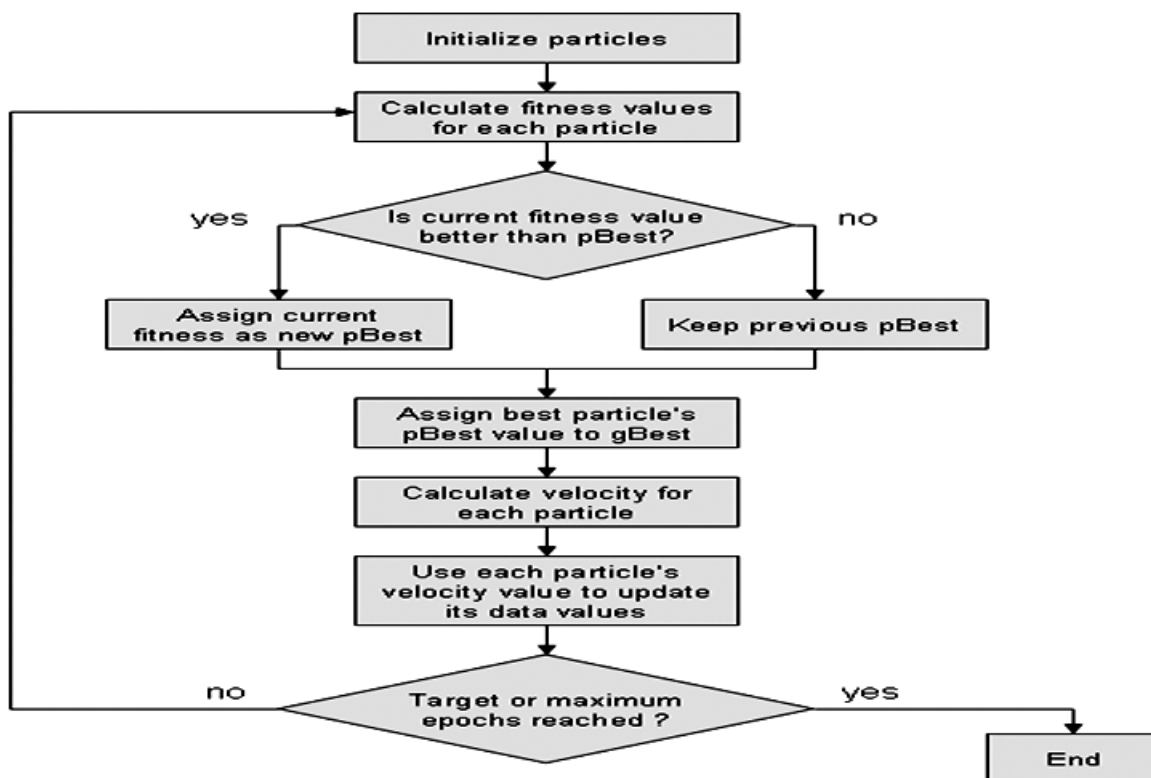 Initialize particles
Calculate fitness values
for each particle
yes
Is current fitness value
better than pBest?
no
Assign current
fitness as new pBest
Keep previous pBest
Assign best particle's
pBest value to gBest
Calculate velocity for
each particle
Use each particle's
velocity value to update
its data values
no
Target or maximum
epochs reached ?
yes
End